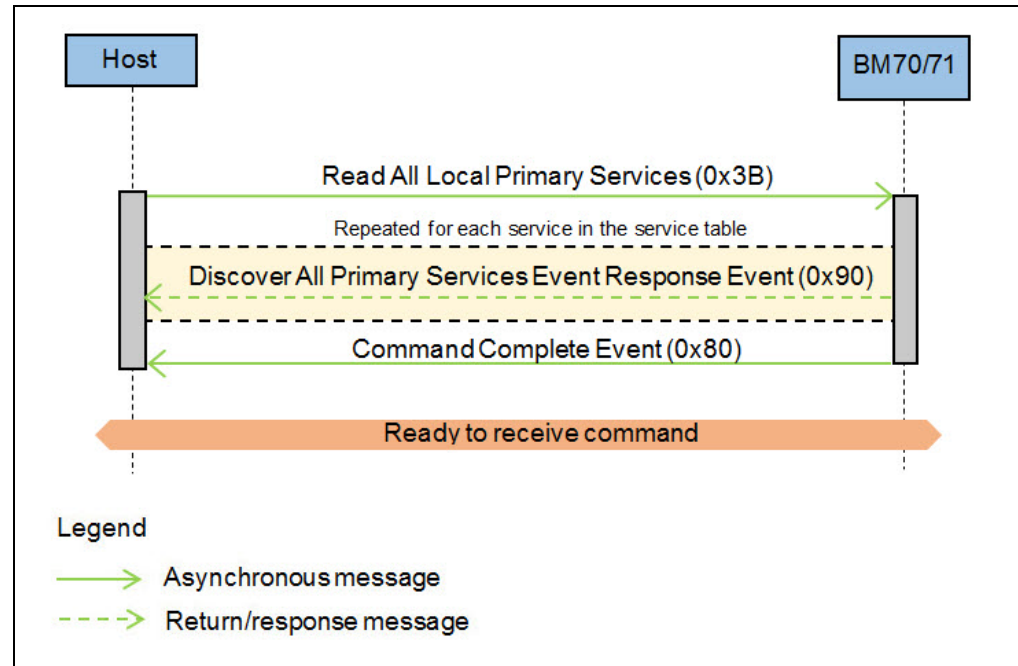 Host
BM70/71
Read All Local Primary Services (0x3B)
Repeated for each service in the service table
Discover All Primary Services Event Response Event (0x90)
Command Complete Event (0x80)
Ready to receive command
Legend
Asynchronous message
Return/response message